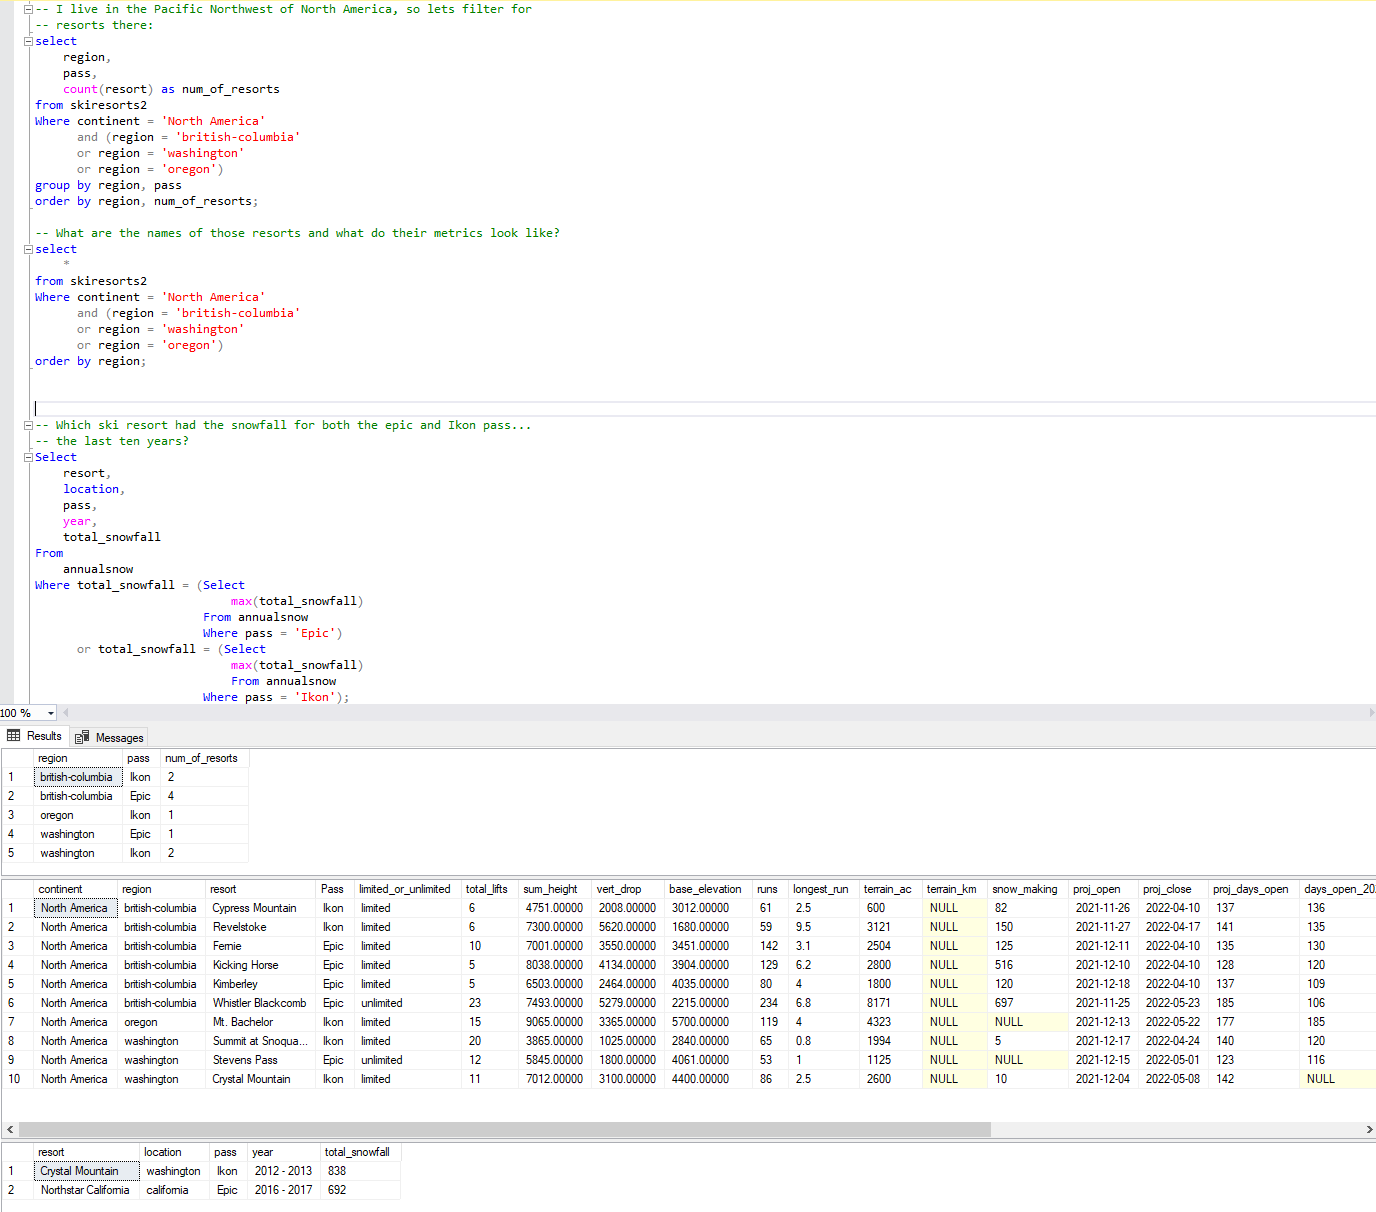 -- I live in the Pacific Northwest of North America, so lets filter for
-- resorts there:
select
region,
pass,
count(resort) as num_of_resorts
from skiresorts2
Where continent = 'North America'
and (region = 'british-columbia'
or region = 'washington'
or region = 'oregon')
group by region, pass
order by region, num_of_resorts;
-- What are the names of those resorts and what do their metrics look like?
select
*
from skiresorts2
Where continent = 'North America'
and (region = 'british-columbia'
or region = 'washington'
or region = 'oregon')
order by region;
-- Which ski resort had the snowfall for both the epic and Ikon pass...
-- the last ten years?
Select
resort,
location,
pass,
year,
total_snowfall
From
annualsnow
Where total_snowfall = (Select
max(total_snowfall)
From annualsnow
Where pass = 'Epic')
or total_snowfall = (Select
max(total_snowfall)
From annualsnow
Where pass = 'Ikon');
100 %
Results Messages
region pass num_of_resorts
1 british-columbia Ikon 2
2 british-columbia Epic 4
3 oregon Ikon 1
4 washington Epic 1
5 washington Ikon 2
continent region resort Pass limited_or_unlimited total_lifts sum_height vert_drop base_elevation runs longest_run terrain_ac terrain_km snow_making proj_open proj_close proj_days_open days_open_20
1 North America british-columbia Cypress Mountain Ikon limited 6 4751.00000 2008.00000 3012.00000 61 2.5 600 NULL 82 2021-11-26 2022-04-10 137 136
2 North America british-columbia Revelstoke Ikon limited 6 7300.00000 5620.00000 1680.00000 59 9.5 3121 NULL 150 2021-11-27 2022-04-17 141 135
3 North America british-columbia Fernie Epic limited 10 7001.00000 3550.00000 3451.00000 142 3.1 2504 NULL 125 2021-12-11 2022-04-10 135 130
4 North America british-columbia Kicking Horse Epic limited 5 8038.00000 4134.00000 3904.00000 129 6.2 2800 NULL 516 2021-12-10 2022-04-10 128 120
5 North America british-columbia Kimberley Epic limited 5 6503.00000 2464.00000 4035.00000 80 4 1800 NULL 120 2021-12-18 2022-04-10 137 109
6 North America british-columbia Whistler Blackcomb Epic unlimited 23 7493.00000 5279.00000 2215.00000 234 6.8 8171 NULL 697 2021-11-25 2022-05-23 185 106
7 North America oregon Mt. Bachelor Ikon limited 15 9065.00000 3365.00000 5700.00000 119 4 4323 NULL NULL 2021-12-13 2022-05-22 177 185
8 North America washington Summit at Snoqua... Ikon limited 20 3865.00000 1025.00000 2840.00000 65 0.8 1994 NULL 5 2021-12-17 2022-04-24 140 120
9 North America washington Stevens Pass Epic unlimited 12 5845.00000 1800.00000 4061.00000 53 1 1125 NULL NULL 2021-12-15 2022-05-01 123 116
10 North America washington Crystal Mountain Ikon limited 11 7012.00000 3100.00000 4400.00000 86 2.5 2600 NULL 10 2021-12-04 2022-05-08 142 NULL
resort location pass year total_snowfall
1 Crystal Mountain washington Ikon 2012 - 2013 838
2 Northstar California california Epic 2016 - 2017 692